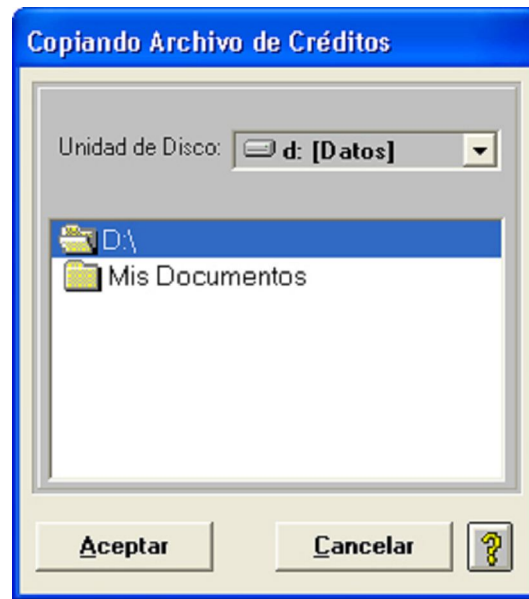 Copiando Archivo de Créditos
Unidad de Disco: d: [Datos]
D:\
Mis Documentos
Aceptar Cancelar ?